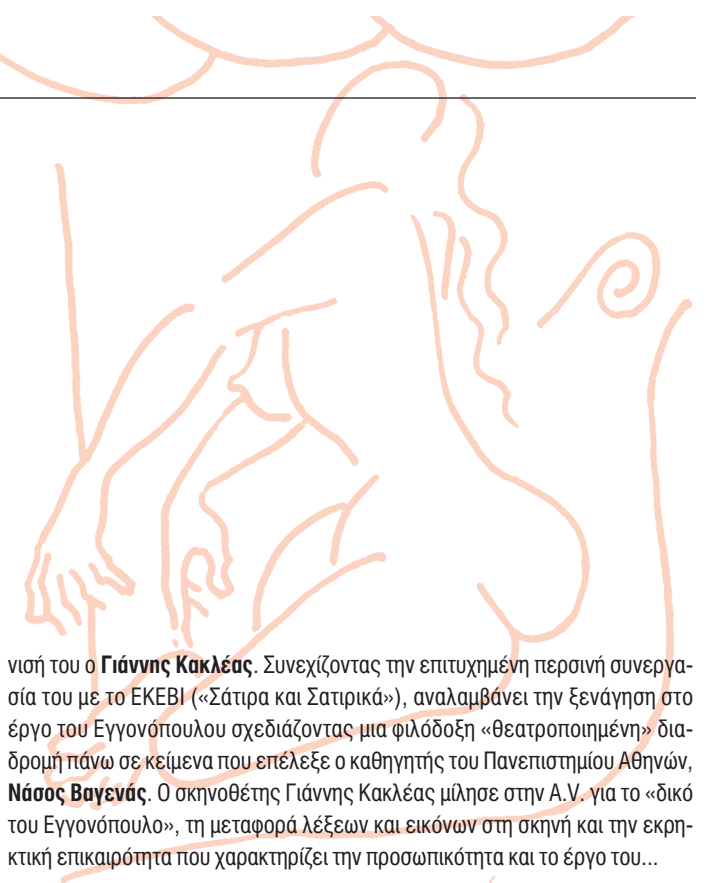 νισή του ο Γιάννης Κακλέας. Συνεχίζοντας την επιτυχημένη περσινή συνεργα-
σία του με το ΕΚΕΒΙ («Σάτιρα και Σατιρικά»), αναλαμβάνει την ξενάγηση στο
έργο του Εγγονόπουλου σχεδιάζοντας μια φιλόδοξη «θεατροποιημένη» δια-
δρομή πάνω σε κείμενα που επέλεξε ο καθηγητής του Πανεπιστημίου Αθηνών,
Νάσος Βαγενάς. Ο σκηνοθέτης Γιάννης Κακλέας μίλησε στην A.V. για το «δικό
του Εγγονόπουλο», τη μεταφορά λέξεων και εικόνων στη σκηνή και την εκρη-
κτική επικαιρότητα που χαρακτηρίζει την προσωπικότητα και το έργο του...